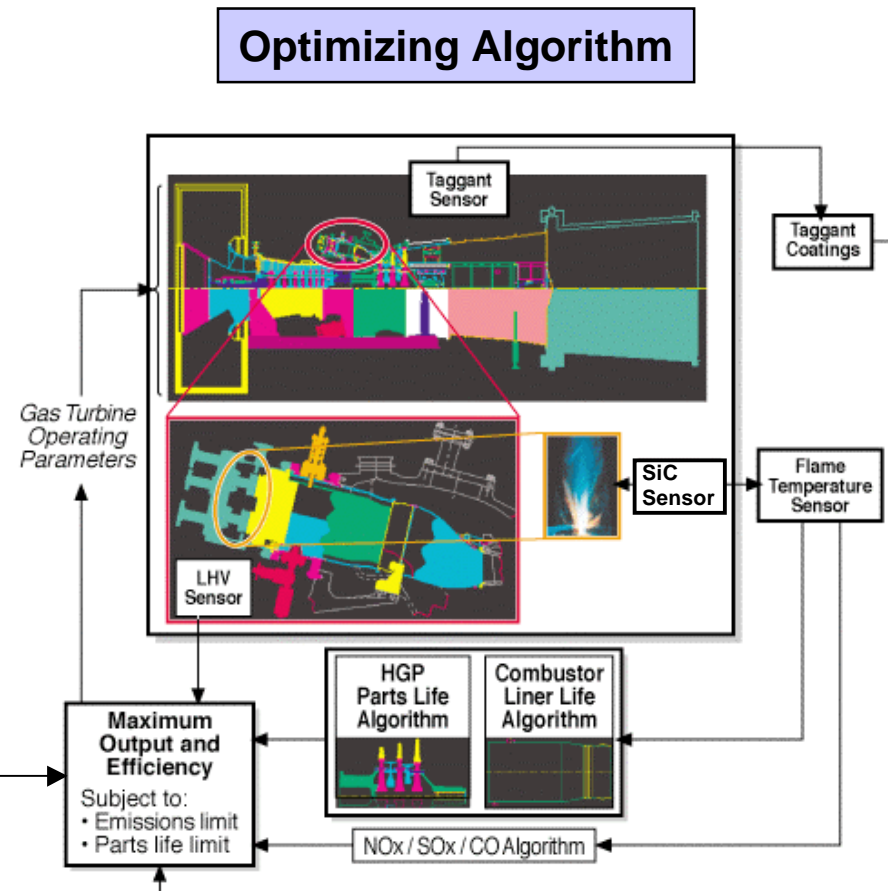 Optimizing Algorithm
Taggant
Sensor
Taggant
Coatings
Gas Turbine
Operating
Parameters
SiC
Sensor
Flame
Temperature
Sensor
LHV
Sensor
HGP
Parts Life
Algorithm
Combustor
Liner Life
Algorithm
Maximum
Output and
Efficiency
Subject to:
• Emissions limit
• Parts life limit
NOx / SOx / CO Algorithm